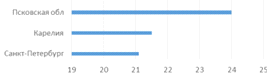 Псковская обл
Карелия
Санкт-Петербург
19 20 21 22 23 24 25